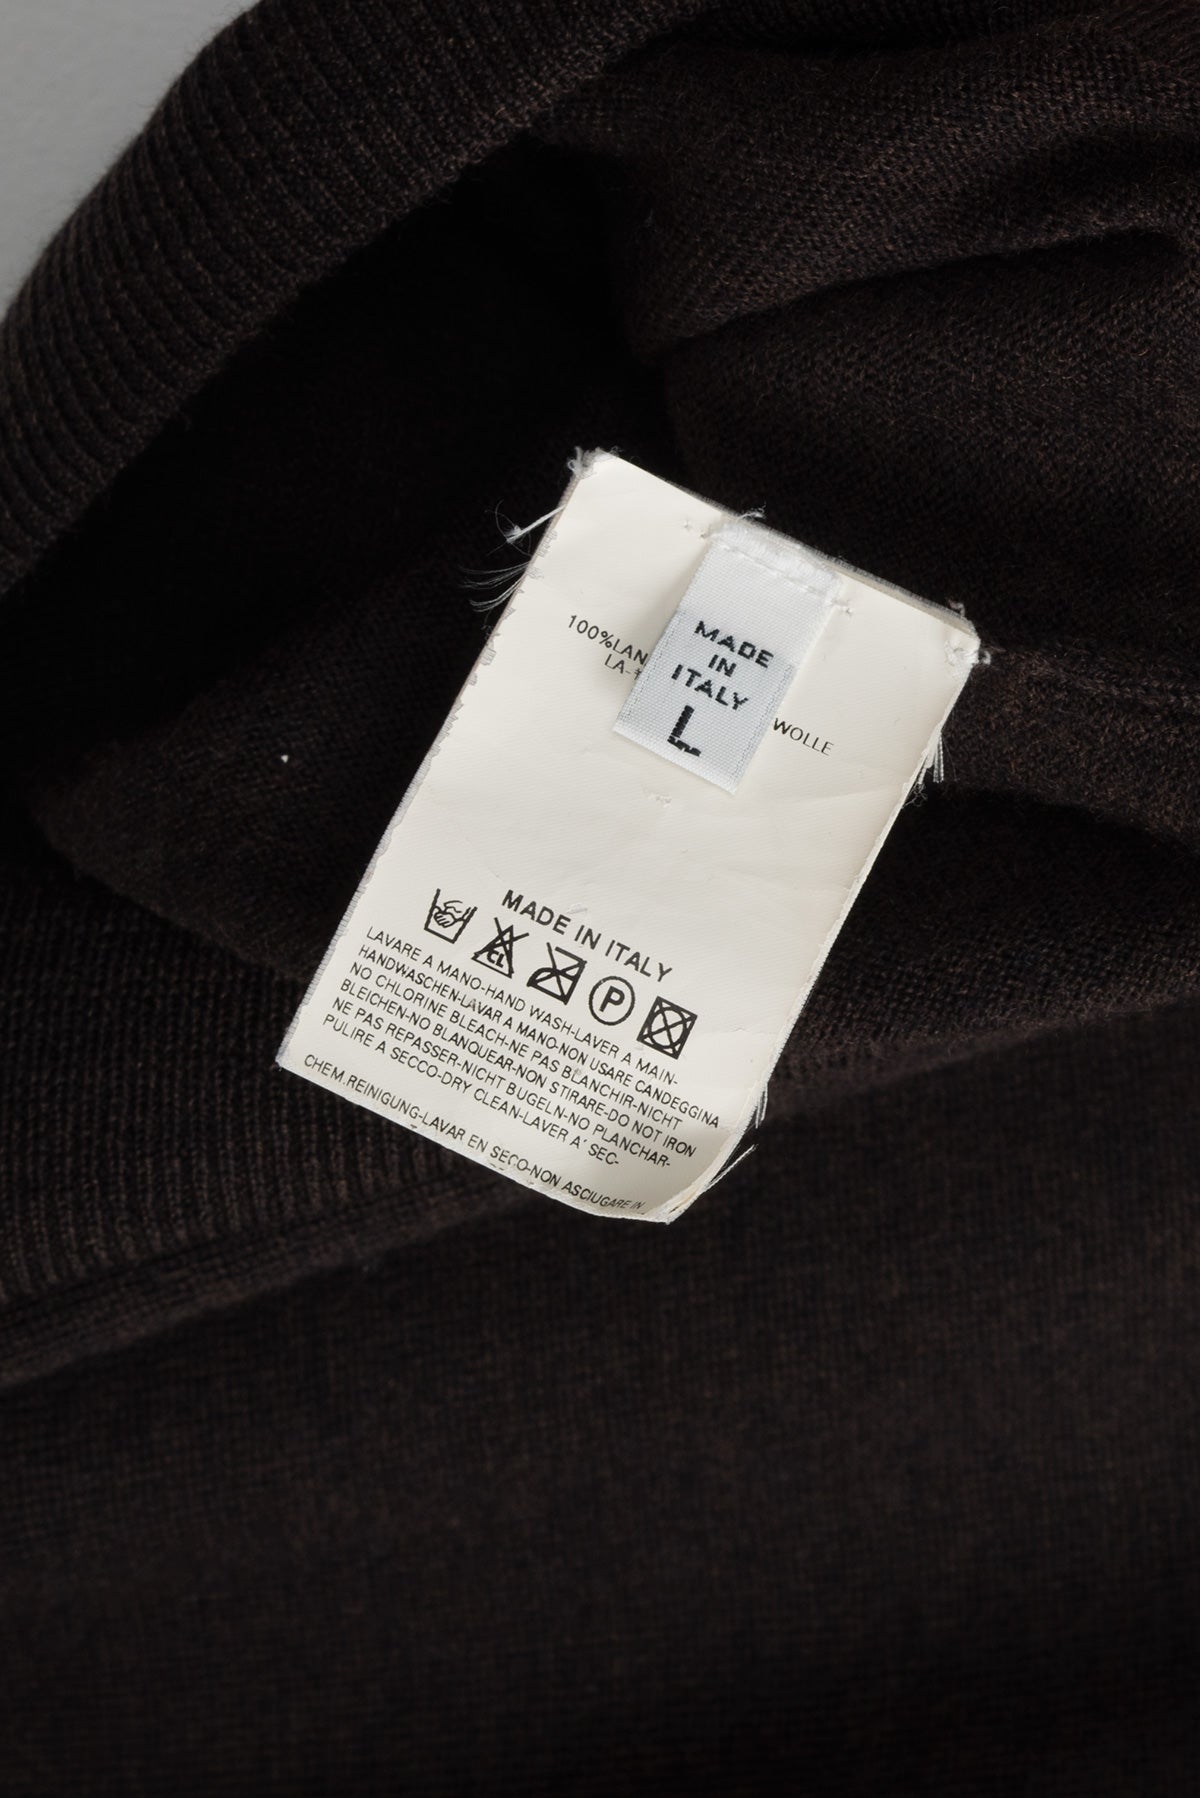 100%LAN
LA-
WOLLE
MADE
IN
ITALY
L
MADE IN ITALY
CL
P
LAVARE A MANO-HAND WASH-LAVER A MAIN-
HANDWASCHEN-LAVAR A MANO-NON USARE CANDEGGINA
NO CHLORINE BLEACH-NE PAS BLANCHIR-NICHT
BLEICHEN-NO BLANQUEAR-NON STIRARE-DO NOT IRON
NE PAS REPASSER-NICHT BUGELN-NO PLANCHAR-
PULIRE A SECCO-DRY CLEAN-LAVER A' SEC-
CHEM.REINIGUNG-LAVAR EN SECO-NON ASCIUGARE IN